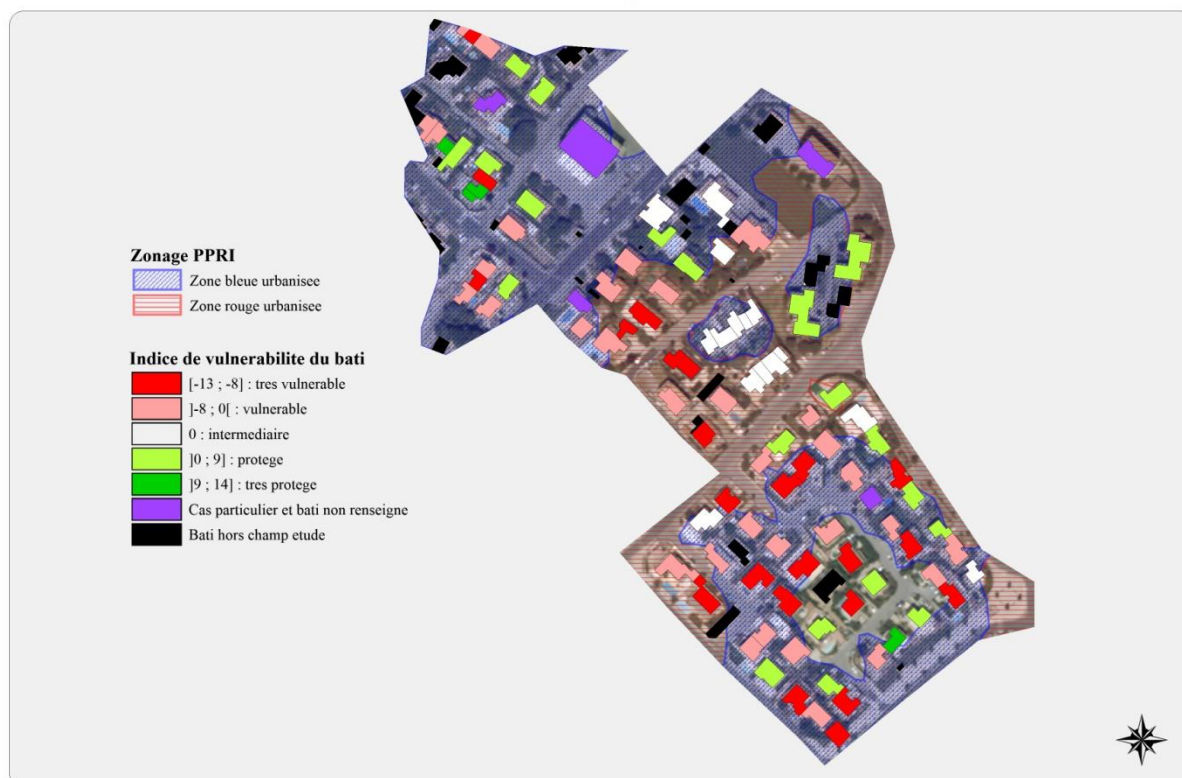 Zonage PPRI
Zone bleue urbanisee
Zone rouge urbanisee
Indice de vulnerabilite du bati
[-13 ; -8] : tres vulnerable
]-8 ; 0[ : vulnerable
0 : intermediaire
]0 ; 9] : protege
]9 ; 14] : tres protege
Cas particulier et bati non renseigne
Bati hors champ etude